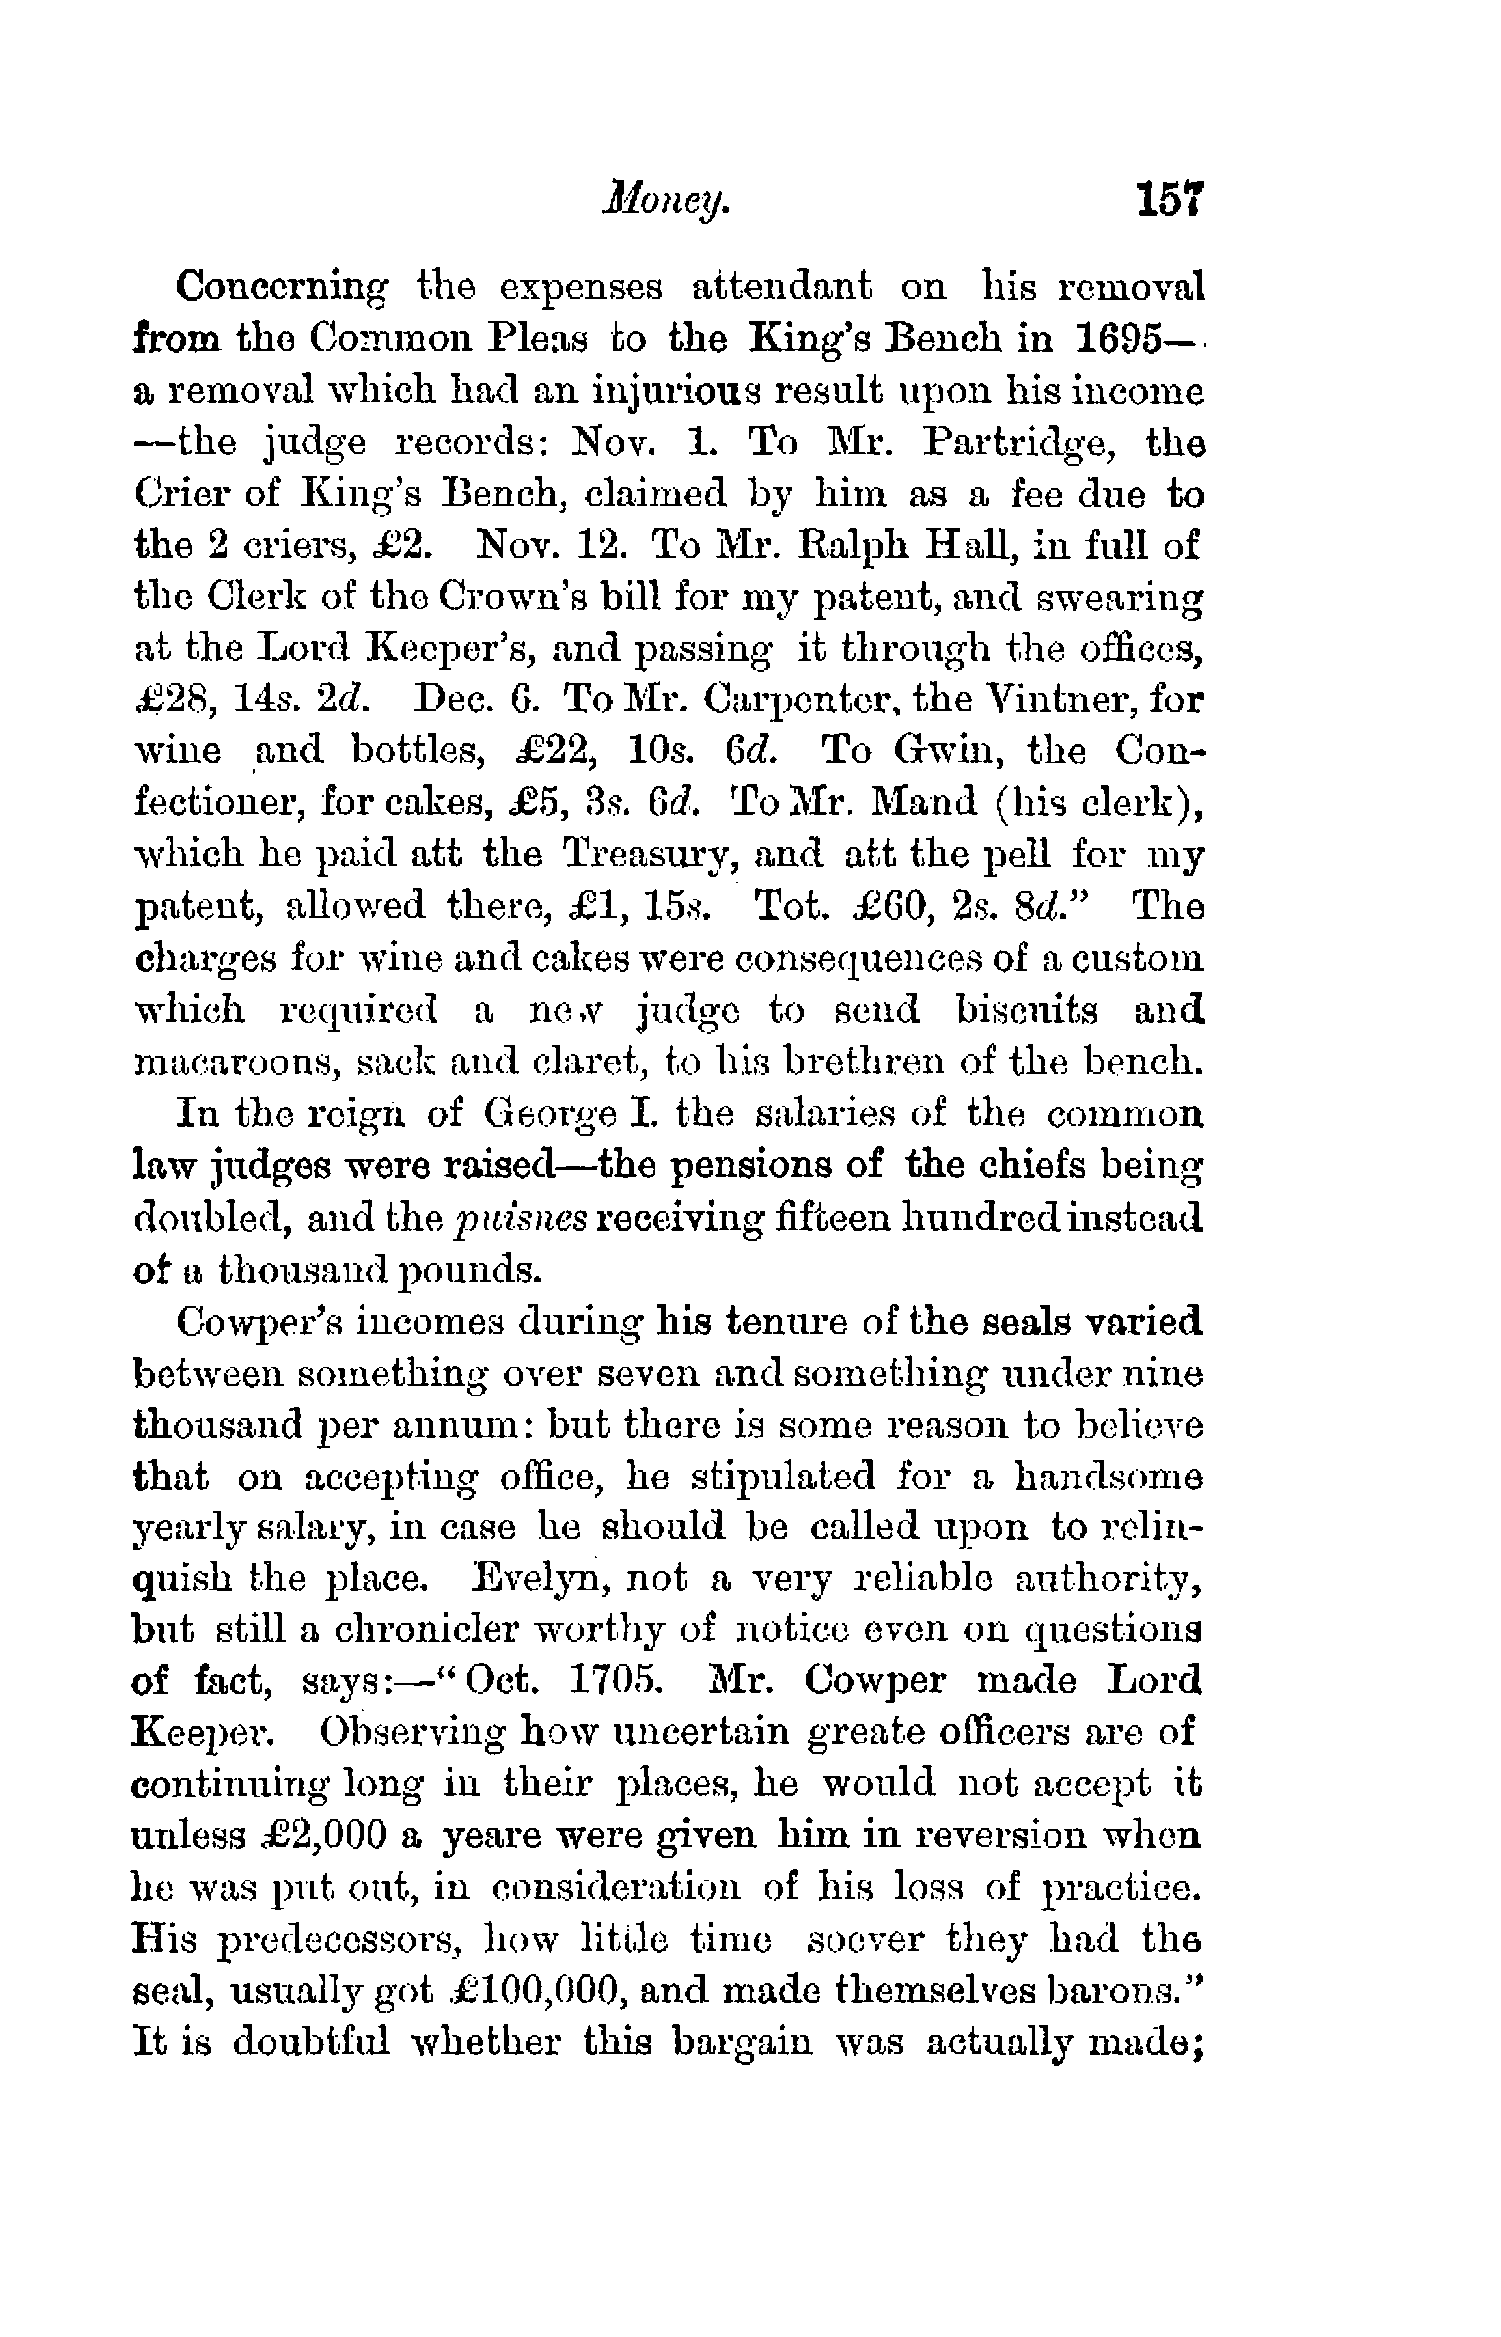 Money. 157
Concerning the expenses attendant on his removal
from the Common Pleas to the King's Bench in 1695—
a removal which had an injurious result upon his income
—the judge records: Nov. 1. To Mr. Partridge, the
Crier of King's Bench, claimed by him as a fee due to
the 2 criers, £2. Nov. 12. To Mr. Ralph Hall, in full of
the Clerk of the Crown's bill for my patent, and swearing
at the Lord Keeper's, and passing it through the offices,
£28, 14s. 2d. Dec. 6. To Mr. Carpenter, the Vintner, for
wine and bottles, £22, 10s. 6d. To Gwin, the Con-
fectioner, for cakes, £5, 3s. 6d. To Mr. Mand (his clerk),
which he paid att the Treasury, and att the pell for my
patent, allowed there, £1, 15s. Tot. £60, 2s. 8d." The
charges for wine and cakes were consequences of a custom
which required a new judge to send biscuits and
macaroons, sack and claret, to his brethren of the bench.
In the reign of George I. the salaries of the common
law judges were raised—the pensions of the chiefs being
doubled, and the puisnes receiving fifteen hundred instead
of a thousand pounds.
Cowper's incomes during his tenure of the seals varied
between something over seven and something under nine
thousand per annum: but there is some reason to believe
that on accepting office, he stipulated for a handsome
yearly salary, in case he should be called upon to relin-
quish the place. Evelyn, not a very reliable authority,
but still a chronicler worthy of notice even on questions
of fact, says:—"Oct. 1705. Mr. Cowper made Lord
Keeper. Observing how uncertain greate officers are of
continuing long in their places, he would not accept it
unless £2,000 a yeare were given him in reversion when
he was put out, in consideration of his loss of practice.
His predecessors, how little time soever they had the
seal, usually got £100,000, and made themselves barons."
It is doubtful whether this bargain was actually made;